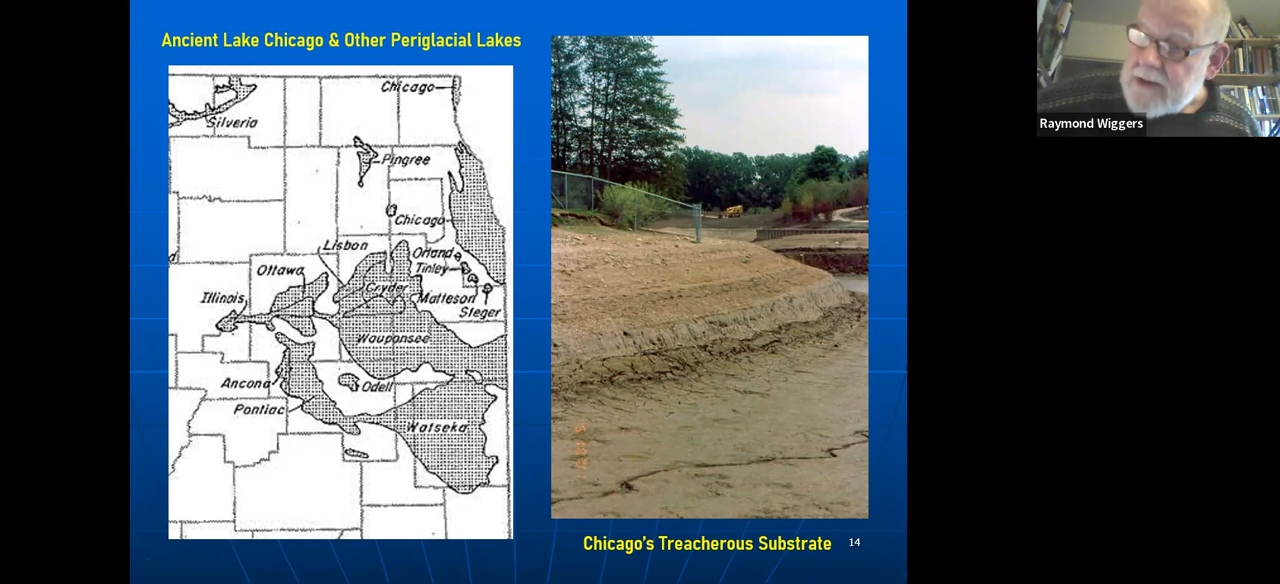 Ancient Lake Chicago & Other Periglacial Lakes
Chicago
Silveria
Pingree
Chicago
Lisbon
Orland
Tinley
Ottawa
Cryder
Illinois
Matteson
Steger
Wauponsee
Ancona
Odell
Pontiac
Watseka
Chicago's Treacherous Substrate
14
Raymond Wiggers